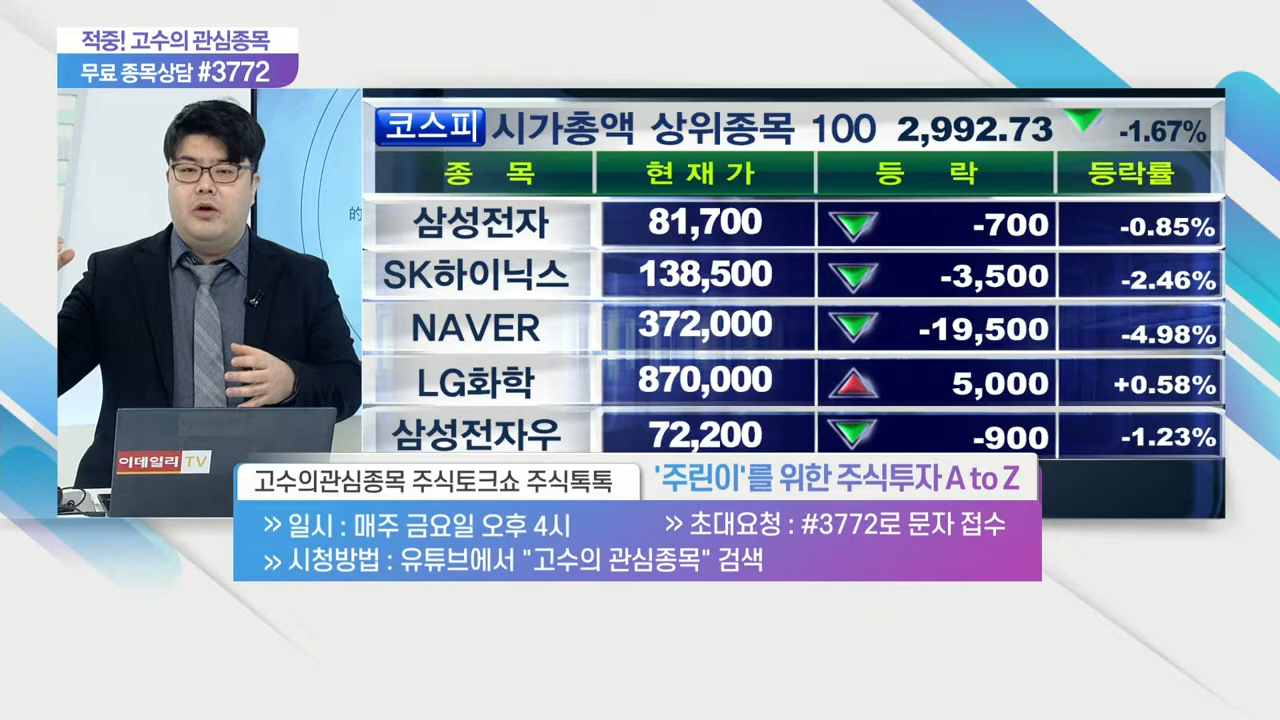 적중! 고수의 관심종목
무료 종목상담 #3772
的
코스피 시가총액 상위종목 100 2,992.73 -1.67%
종 목 현 재 가 등 락 등락률
삼성전자 81,700 -700 -0.85%
SK하이닉스 138,500 -3,500 -2.46%
NAVER 372,000 -19,500 -4.98%
LG화학 870,000 5,000 +0.58%
삼성전자우 72,200 -900 -1.23%
이데일리 TV
고수의관심종목 주식토크쇼 주식톡톡 '주린이'를 위한 주식투자 A to Z
» 일시 : 매주 금요일 오후 4시 » 초대요청 : #3772로 문자 접수
» 시청방법 : 유튜브에서 "고수의 관심종목" 검색